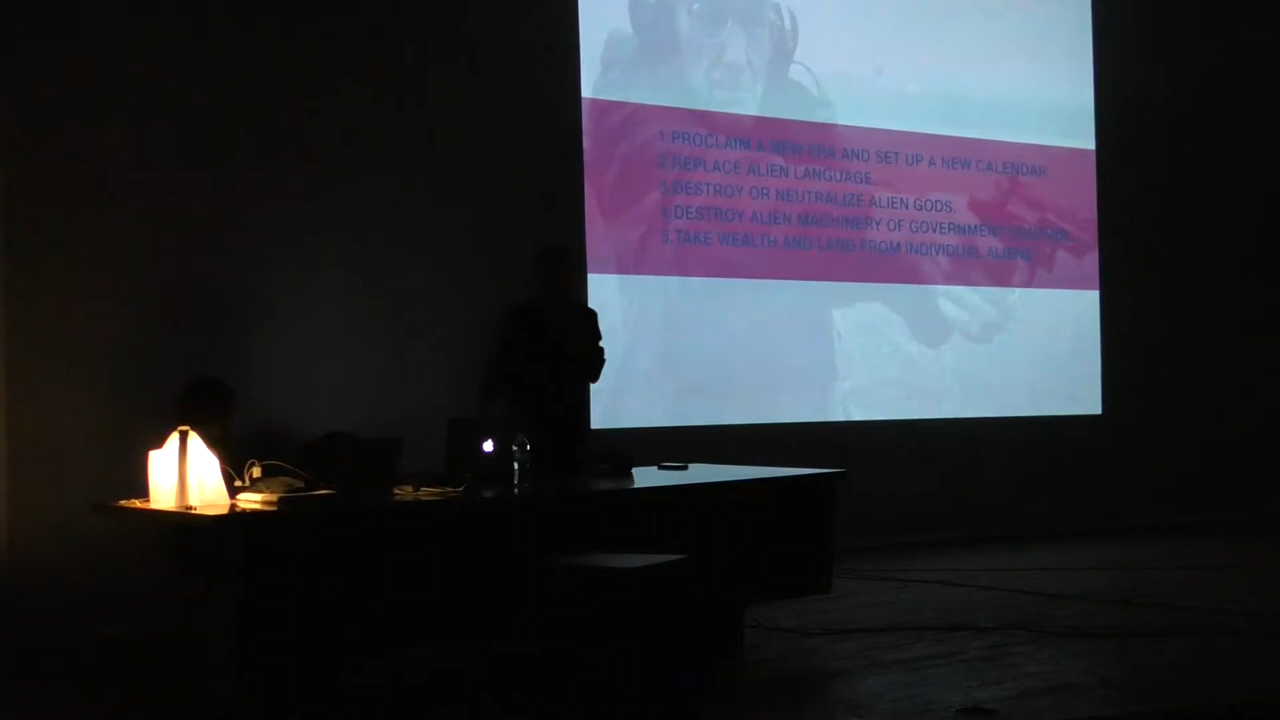 1.PROCLAIM A NEW ERA AND SET UP A NEW CALENDAR
2.REPLACE ALIEN LANGUAGE.
3.DESTROY OR NEUTRALIZE ALIEN GODS.
4.DESTROY ALIEN MACHINERY OF GOVERNMENT
5.TAKE WEALTH AND LAND FROM INDIVIDUAL ALIENS